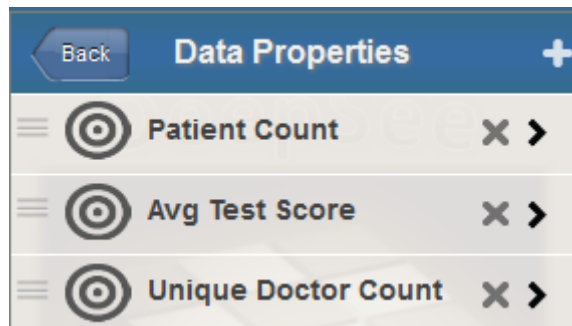 Back
Data Properties
Patient Count
Avg Test Score
Unique Doctor Count